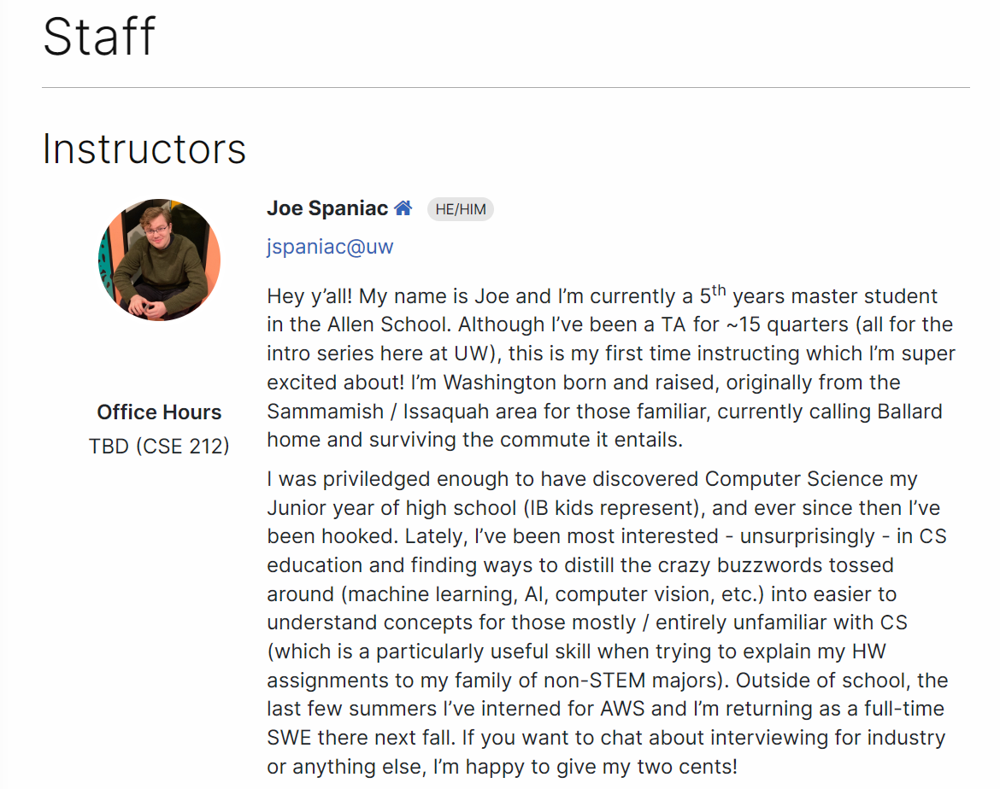 Staff
Instructors
Joe Spaniac HE/HIM
jspaniac@uw
Hey y’all! My name is Joe and I’m currently a 5th years master student
in the Allen School. Although I’ve been a TA for ~15 quarters (all for the
intro series here at UW), this is my first time instructing which I’m super
excited about! I’m Washington born and raised, originally from the
Sammamish / Issaquah area for those familiar, currently calling Ballard
home and surviving the commute it entails.
Office Hours
TBD (CSE 212)
I was priviledged enough to have discovered Computer Science my
Junior year of high school (IB kids represent), and ever since then I’ve
been hooked. Lately, I’ve been most interested - unsurprisingly - in CS
education and finding ways to distill the crazy buzzwords tossed
around (machine learning, AI, computer vision, etc.) into easier to
understand concepts for those mostly / entirely unfamiliar with CS
(which is a particularly useful skill when trying to explain my HW
assignments to my family of non-STEM majors). Outside of school, the
last few summers I’ve interned for AWS and I’m returning as a full-time
SWE there next fall. If you want to chat about interviewing for industry
or anything else, I’m happy to give my two cents!